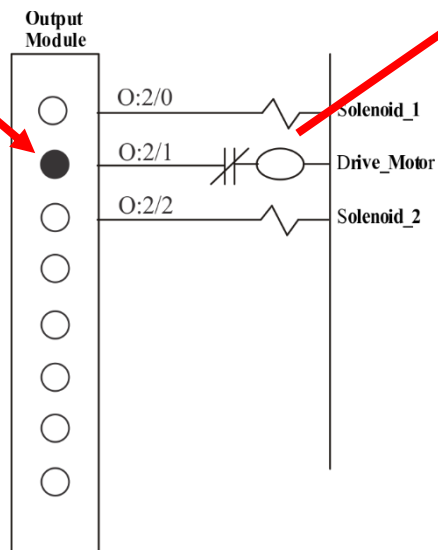 Output
Module
O:2/0
Solenoid_1
O:2/1
Drive_Motor
O:2/2
Solenoid_2